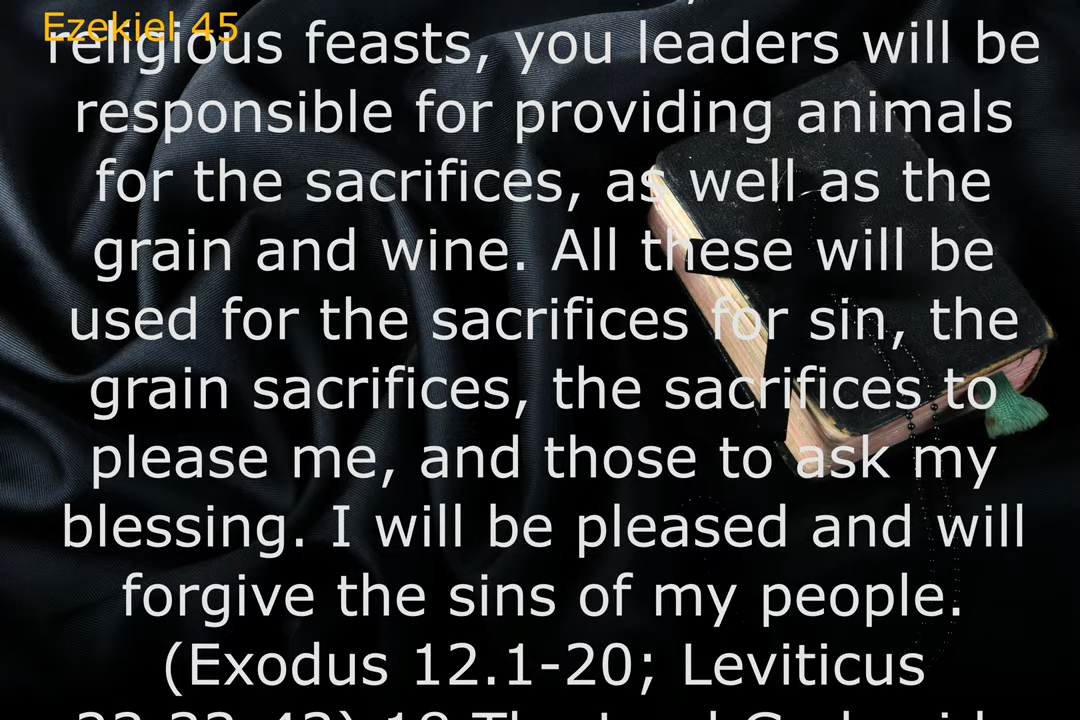 Ezekiel 45
religious feasts, you leaders will be
responsible for providing animals
for the sacrifices, as well as the
grain and wine. All these will be
used for the sacrifices for sin, the
grain sacrifices, the sacrifices to
please me, and those to ask my
blessing. I will be pleased and will
forgive the sins of my people.
(Exodus 12.1-20; Leviticus